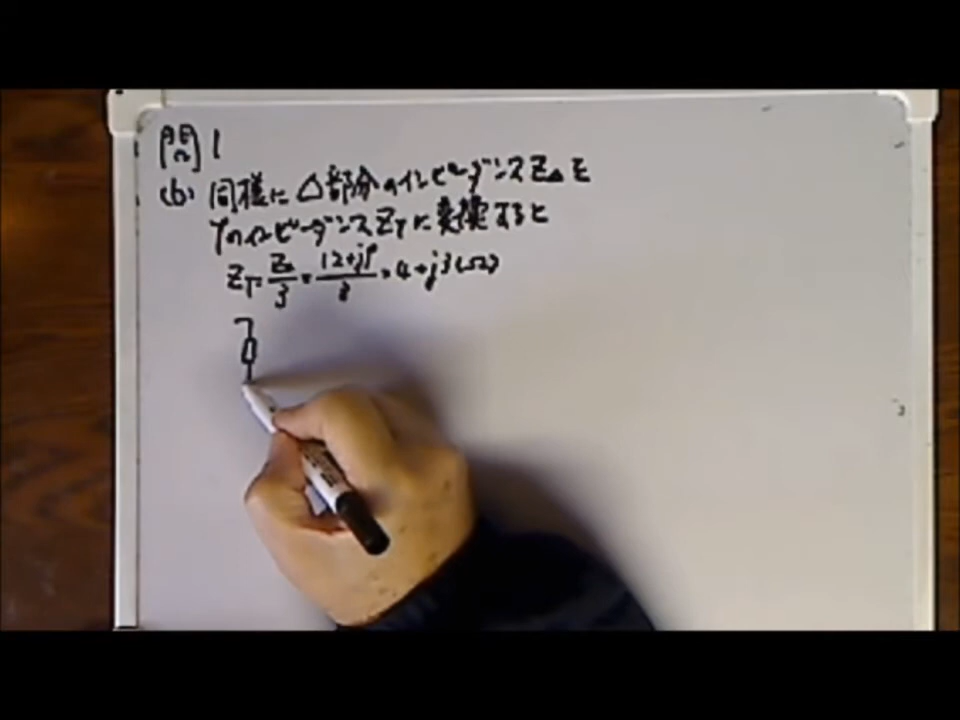 問1
(b) 同様に △部分のインピーダンスZ△を
YのインピーダンスZYに変換すると
ZY=Z△/3=12+j9/3=4+j3(Ω)